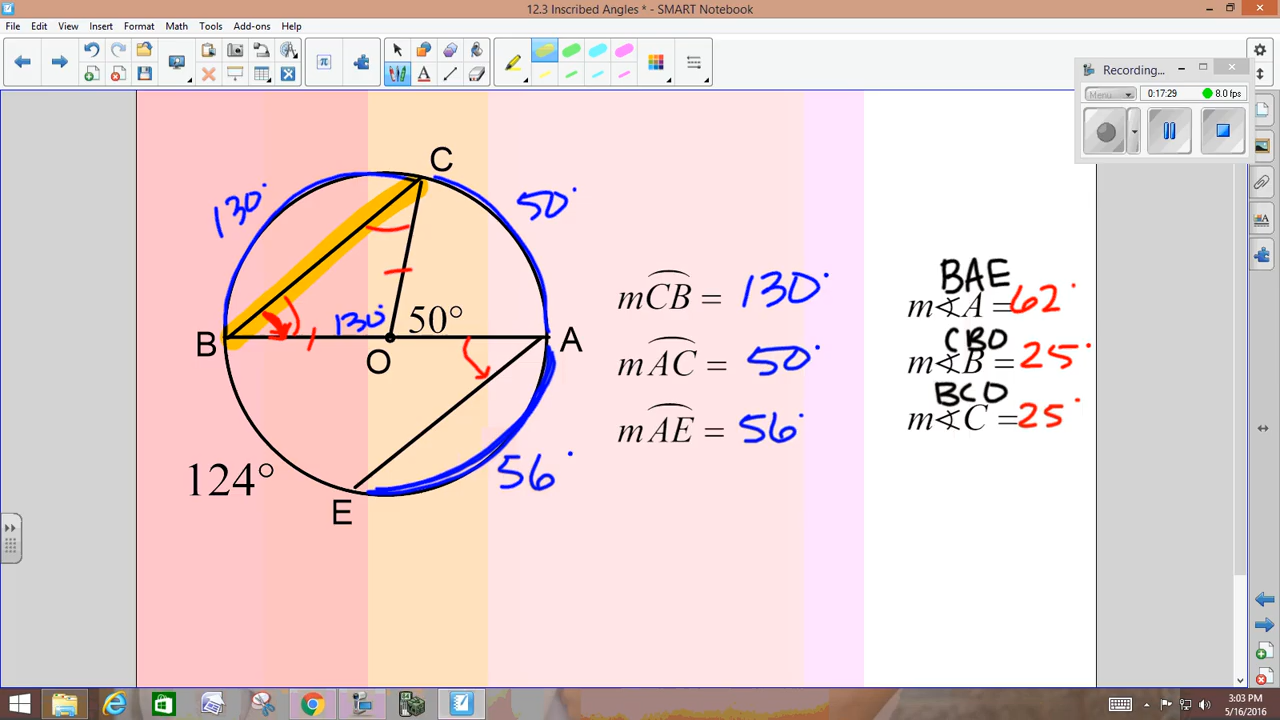 12.3 Inscribed Angles * - SMART Notebook
File Edit View Insert Format Math Tools Add-ons Help
Recording...
Menu 0:17:29 8.0 fps
C
130°
50°
130°
50°
B
O
A
124°
56°
E
mCB = 130°
mAC = 50°
mAE = 56°
BAE
m∢A = 62°
CBO
m∢B = 25°
BCO
m∢C = 25°
3:03 PM
5/16/2016